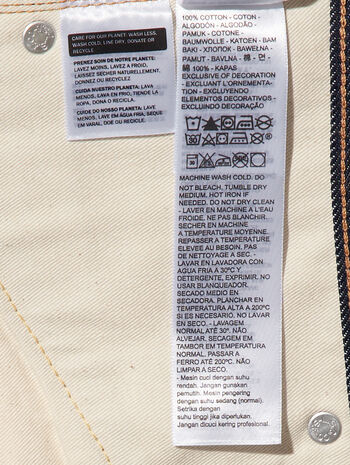 CARE FOR OUR PLANET: WASH LESS,
WASH COLD, LINE DRY, DONATE OR
RECYCLE
PRENEZ SOIN DE NOTRE PLANÈTE:
LAVEZ MOINS, LAVEZ À FROID,
LAISSEZ SÉCHER NATURELLEMENT,
DONNEZ OU RECYCLEZ
CUIDA NUESTRO PLANETA: LAVA
MENOS, LAVA EN FRÍO, TIENDE LA
ROPA, DONA O RECICLA
CUIDE DO NOSSO PLANETA: LAVE
MENOS, LAVE EM ÁGUA FRIA, SEQUE
EM VARAL, DOE OU RECICLE.
100% COTTON - COTON -
ALGODÓN - ALGODÃO -
PAMUK - COTONE -
BAUMWOLLE - KATOEN - BAM
BAKI - ХЛОПОК - БАВЕЛНА -
PAMUT - BAVLNA - 棉 -
100% - KAPAS
EXCLUSIVE OF DECORATION
- EXCLUANT L'ORNEMENTA-
TION - EXCLUYENDO
ELEMENTOS DECORATIVOS -
EXCLUINDO DECORAÇÃO
MACHINE WASH COLD. DO
NOT BLEACH, TUMBLE DRY
MEDIUM, HOT IRON IF
NEEDED. DO NOT DRY CLEAN
- LAVER EN MACHINE A L'EAU
FROIDE, NE PAS BLANCHIR.
SECHER EN MACHINE
A TEMPERATURE MOYENNE.
REPASSER A TEMPERATURE
ELEVEE AU BESOIN. PAS
DE NETTOYAGE A SEC. -
LAVAR EN LAVADORA CON
AGUA FRIA A 30ºC Y
DETERGENTE, EXPRIMIR. NO
USAR BLANQUEADOR.
SECADO MEDIO EN
SECADORA. PLANCHAR EN
TEMPERATURA ALTA A 200ºC
SI ES NECESARIO. NO LAVAR
EN SECO. - LAVAGEM
NORMAL ATÉ 30º. NÃO
ALVEJAR. SECAGEM EM
TAMBOR EM TEMPERATURA
NORMAL. PASSAR A
FERRO ATÉ 200ºC. NÃO
LIMPAR A SECO.
- Mesin cuci dengan suhu
rendah. Jangan gunakan
pemutih. Mesin pengering
dengan suhu sedang (normal).
Setrika dengan
suhu tinggi jika diperlukan.
Jangan dicuci kering profesional.